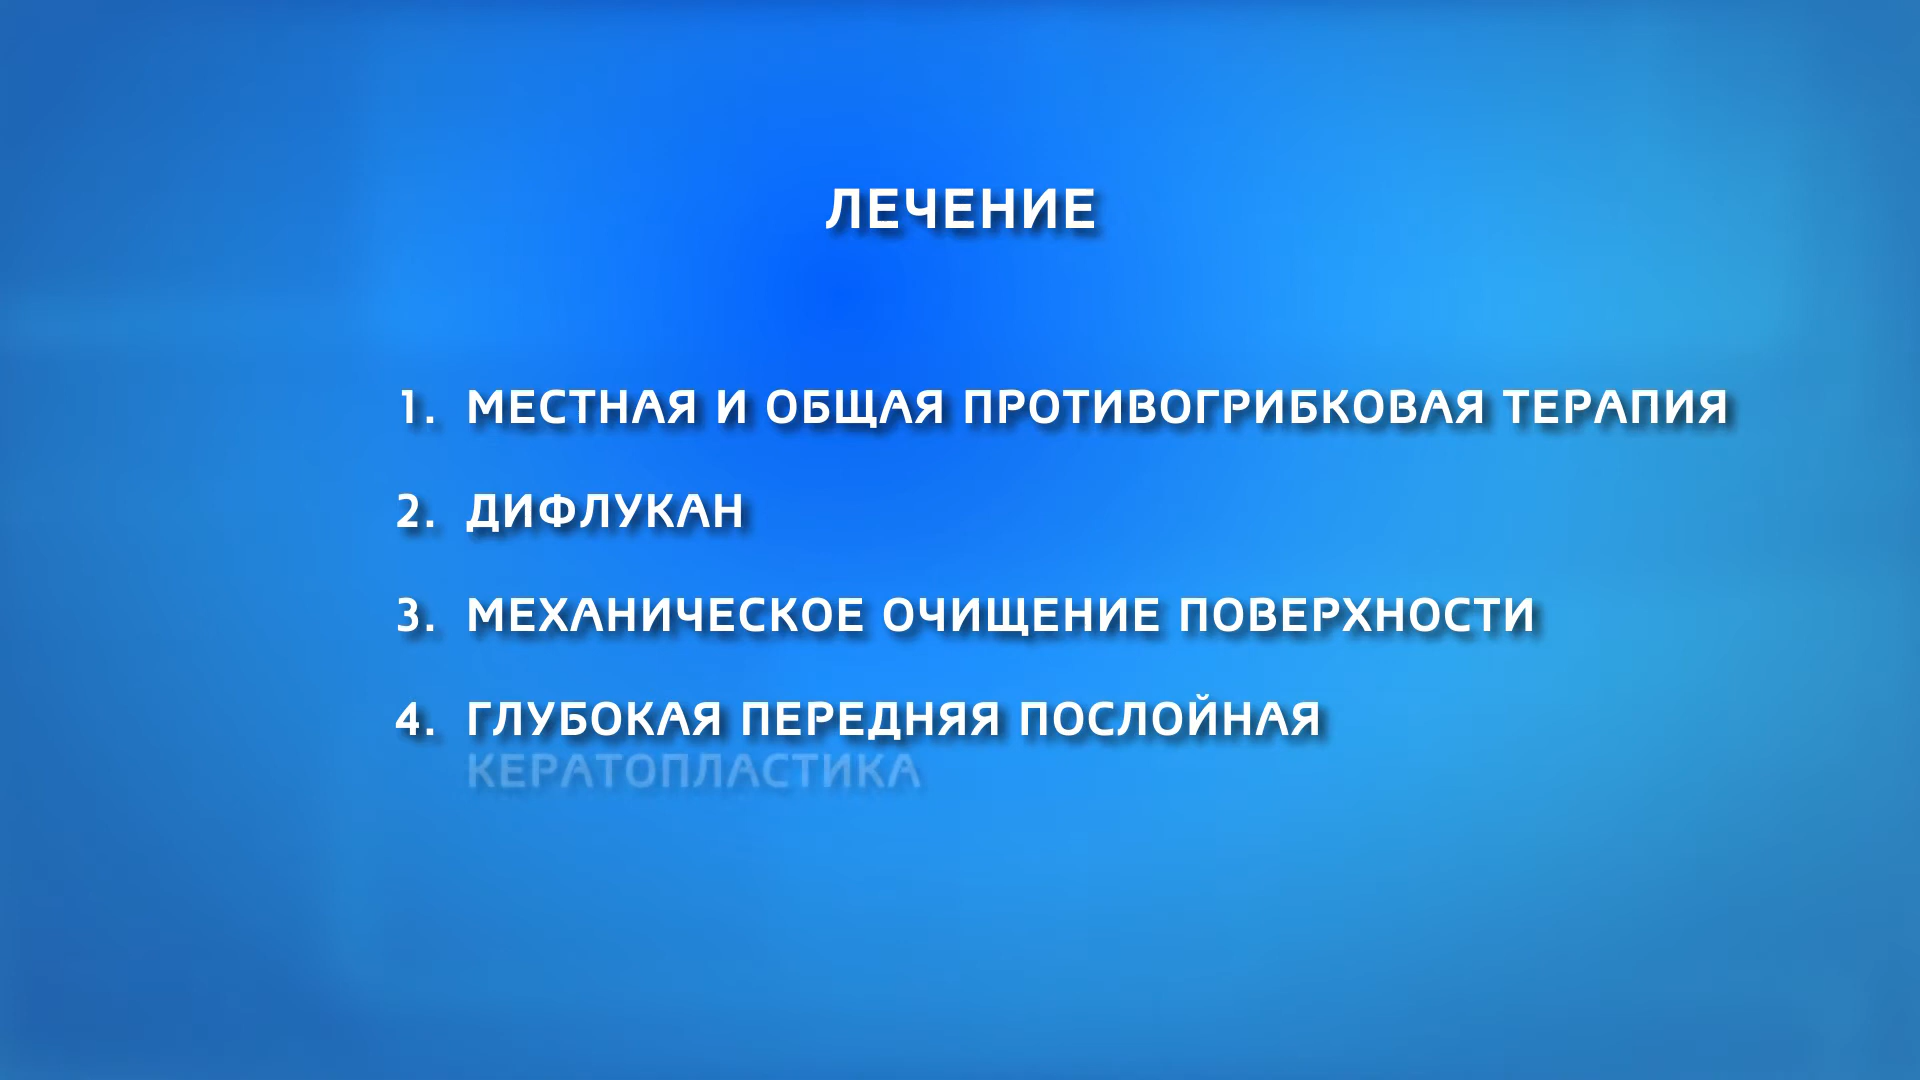 ЛЕЧЕНИЕ
1. МЕСТНАЯ И ОБЩАЯ ПРОТИВОГРИБКОВАЯ ТЕРАПИЯ
2. ДИФЛУКАН
3. МЕХАНИЧЕСКОЕ ОЧИЩЕНИЕ ПОВЕРХНОСТИ
4. ГЛУБОКАЯ ПЕРЕДНЯЯ ПОСЛОЙНАЯ
КЕРАТОПЛАСТИКА